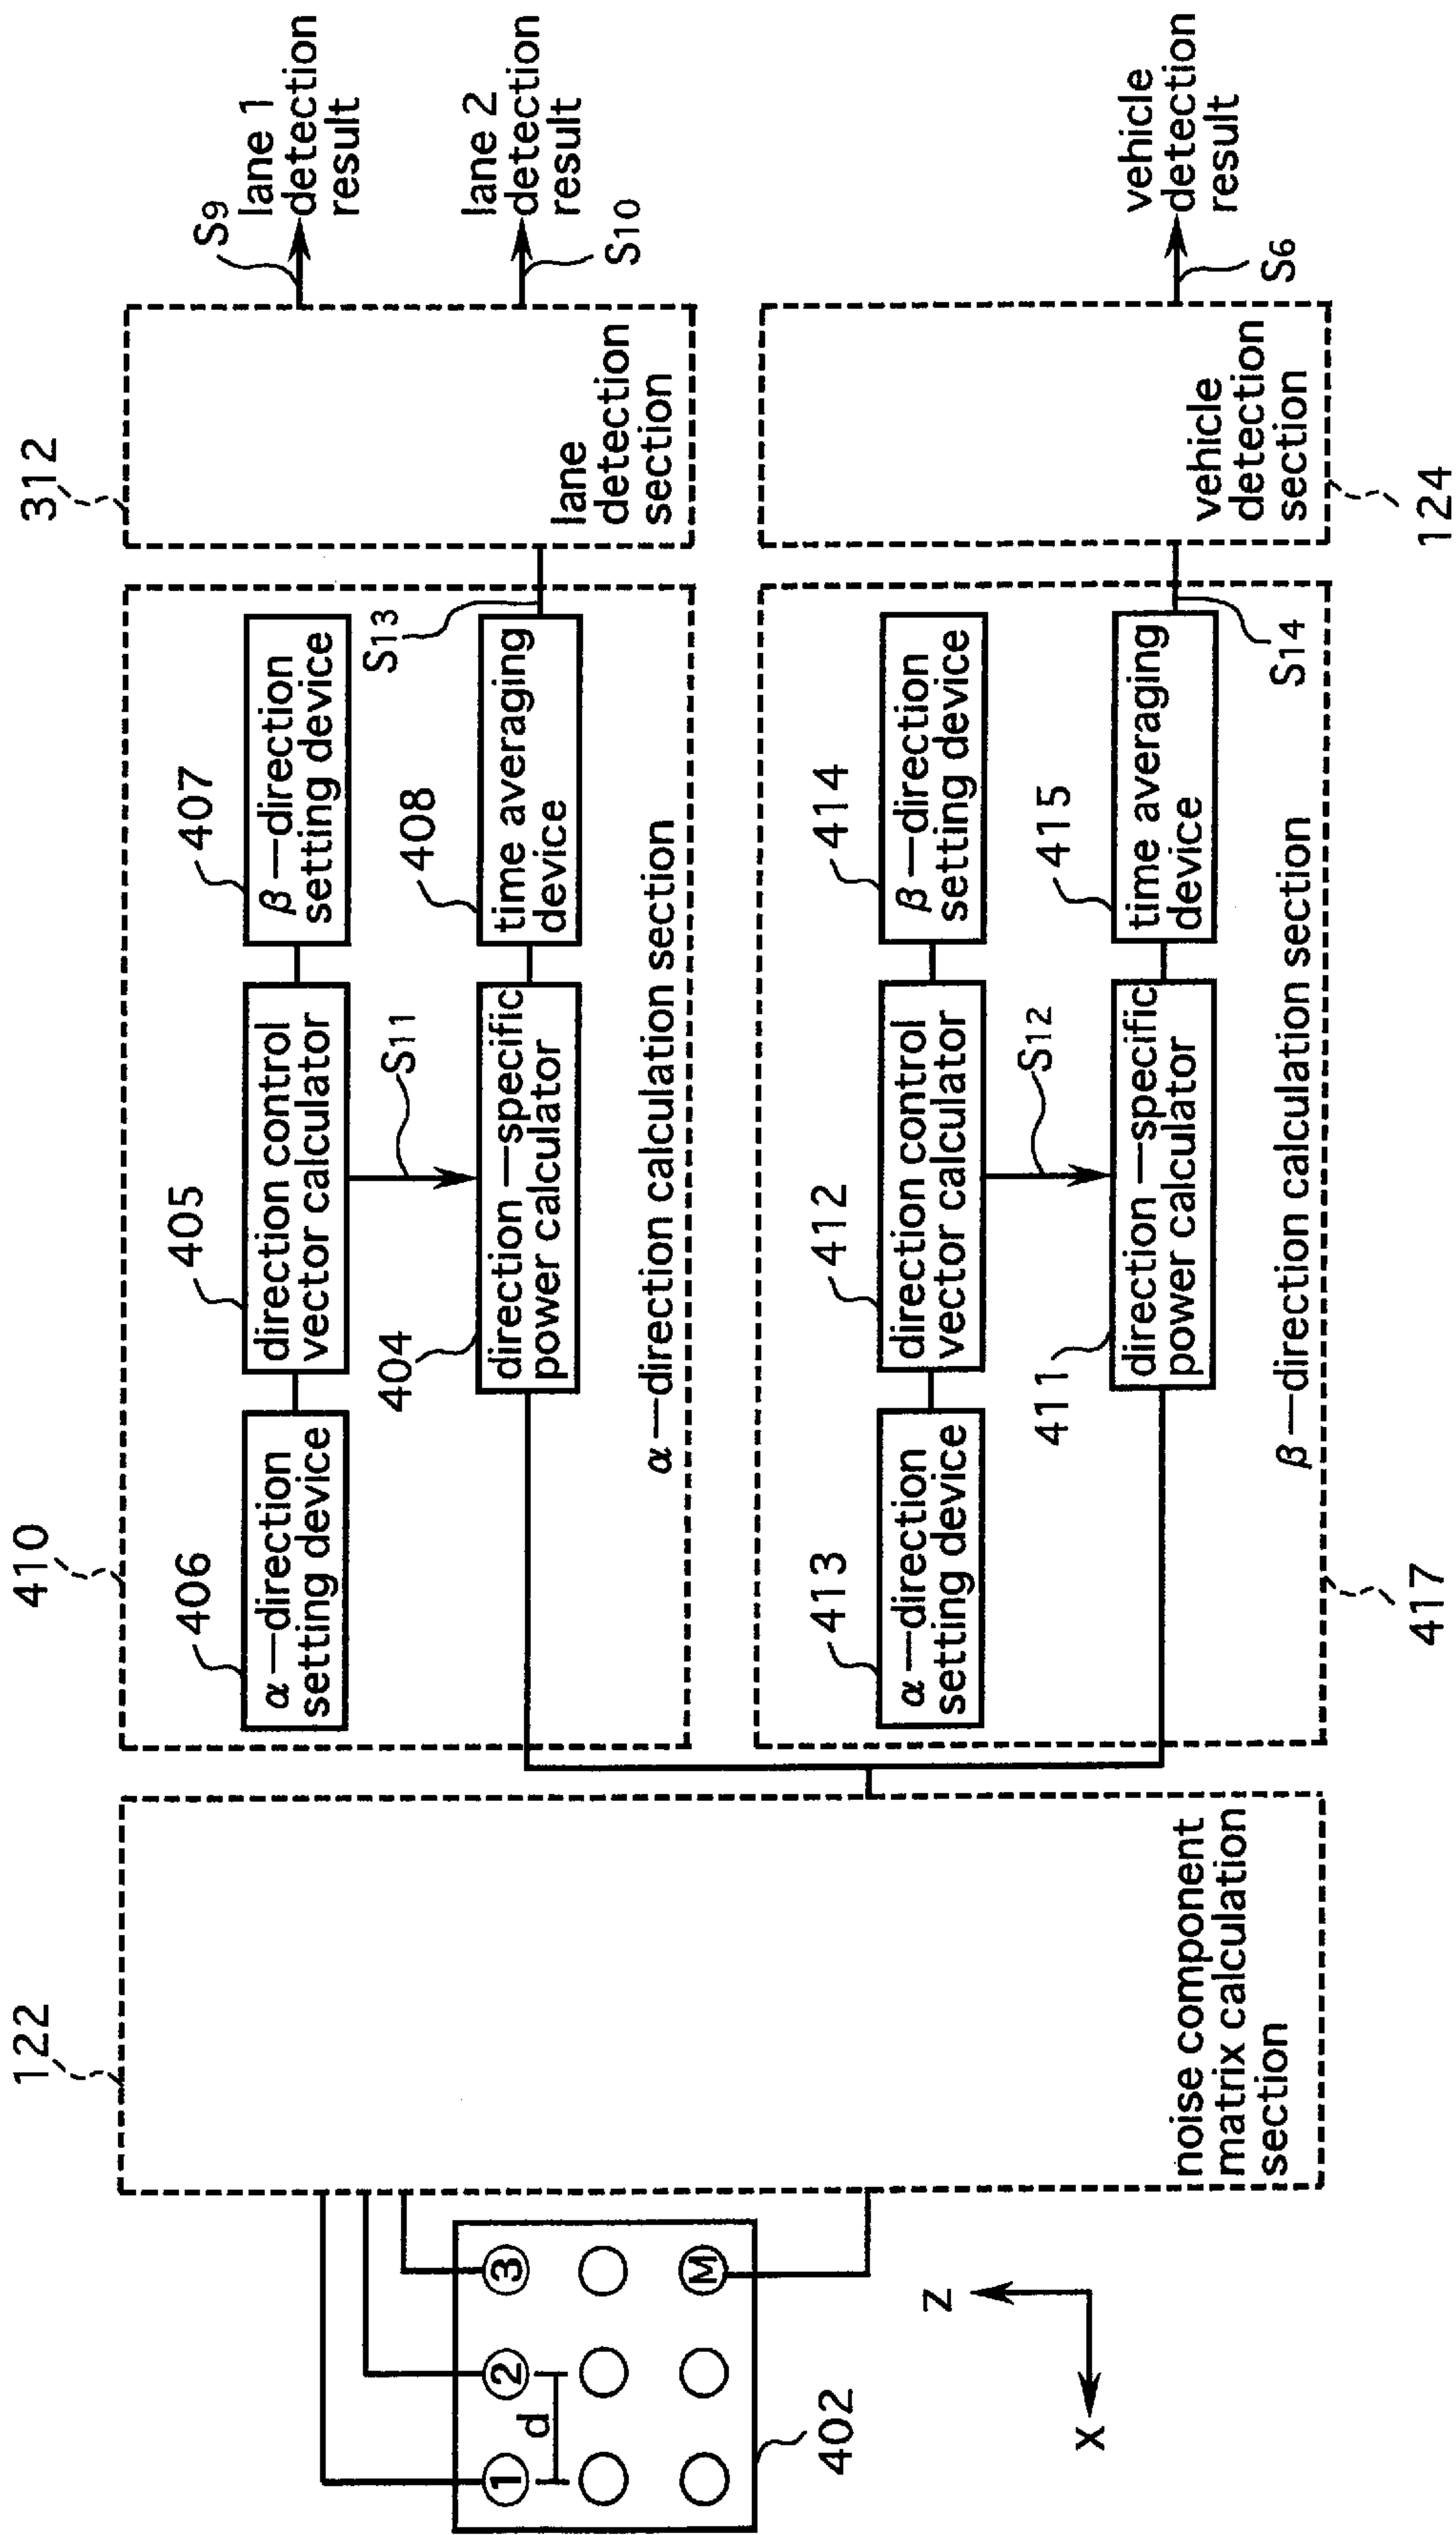 122
noise component
matrix calculation
section
1
2
3
M
d
402
X
Z
410
406
α—direction
setting device
405
direction control
vector calculator
407
β—direction
setting device
S11
404
direction—specific
power calculator
408
time averaging
device
S13
α—direction calculation section
413
α—direction
setting device
412
direction control
vector calculator
414
β—direction
setting device
S12
411
direction—specific
power calculator
415
time averaging
device
S14
β—direction calculation section
417
312
lane
detection
section
S9
lane 1
detection
result
S10
lane 2
detection
result
vehicle
detection
section
124
S6
vehicle
detection
result